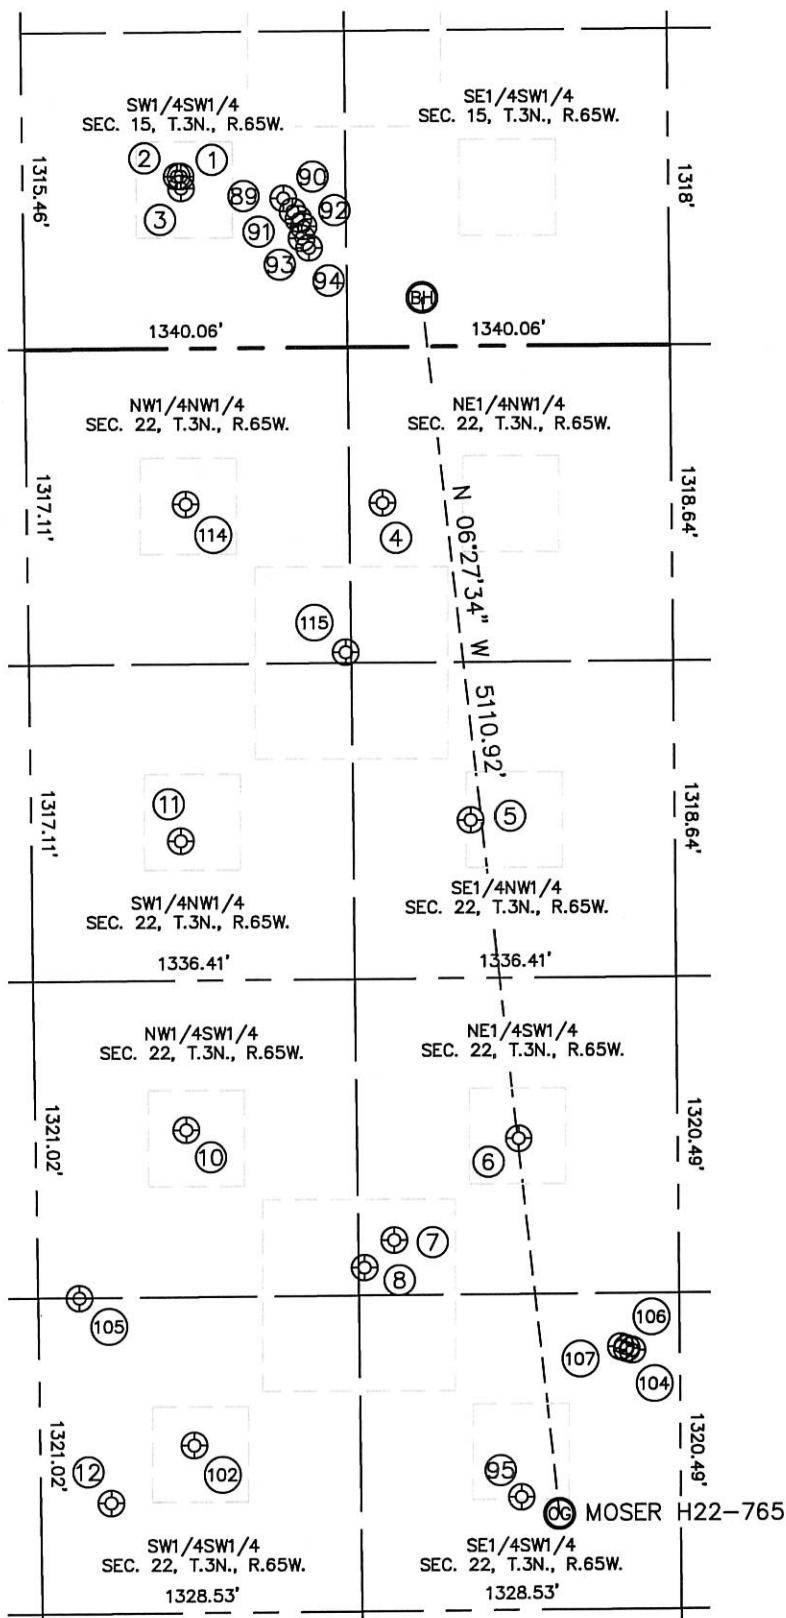 SW1/4SW1/4
SEC. 15, T.3N., R.65W.
SE1/4SW1/4
SEC. 15, T.3N., R.65W.
1315.46'
2
1
3
89
90
92
91
93
94
1318'
BH
1340.06'
1340.06'
NW1/4NW1/4
SEC. 22, T.3N., R.65W.
NE1/4NW1/4
SEC. 22, T.3N., R.65W.
1317.11'
114
4
1318.64'
N 06°27'34" W 5110.92'
115
1317.11'
11
5
1318.64'
SW1/4NW1/4
SEC. 22, T.3N., R.65W.
SE1/4NW1/4
SEC. 22, T.3N., R.65W.
1336.41'
1336.41'
NW1/4SW1/4
SEC. 22, T.3N., R.65W.
NE1/4SW1/4
SEC. 22, T.3N., R.65W.
1321.02'
10
6
1320.49'
7
8
105
106
107
104
1321.02'
12
102
95
1320.49'
OG MOSER H22-765
SW1/4SW1/4
SEC. 22, T.3N., R.65W.
SE1/4SW1/4
SEC. 22, T.3N., R.65W.
1328.53'
1328.53'